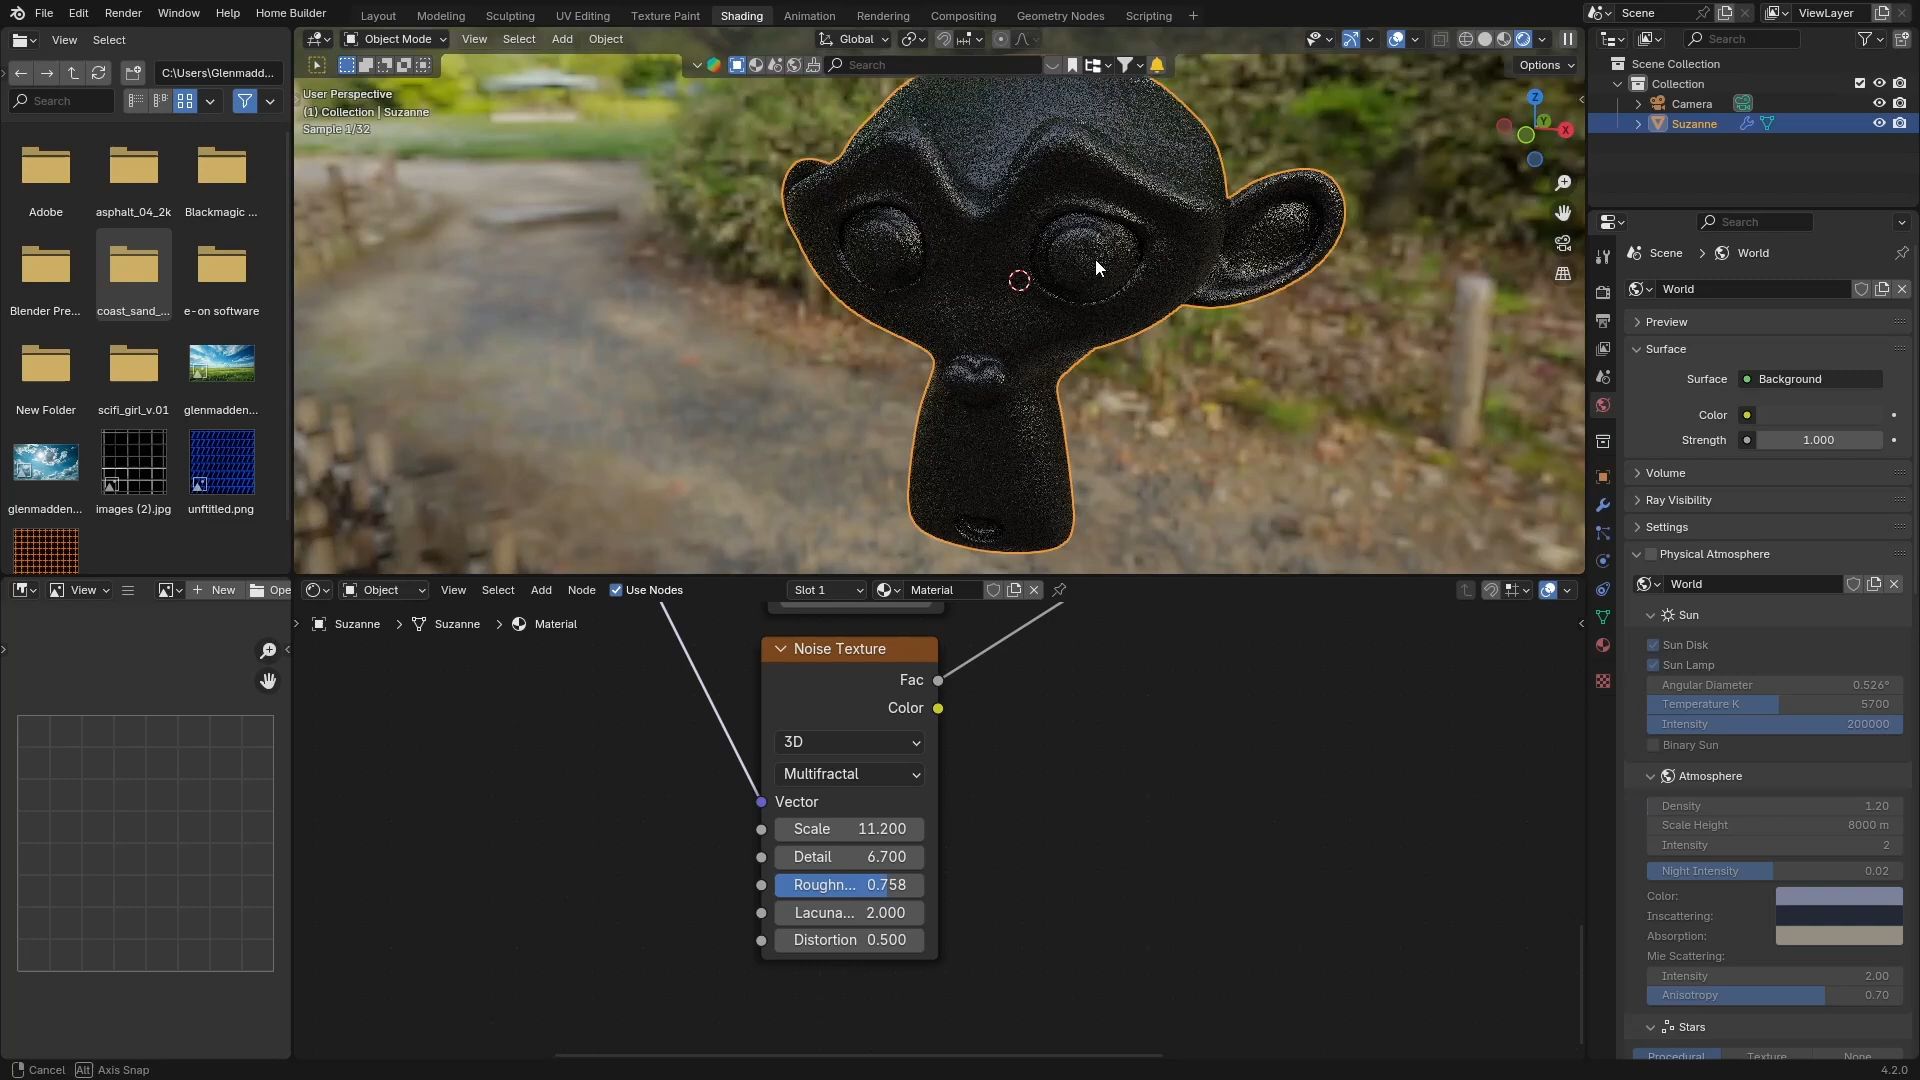 File Edit Render Window Help Home Builder
Layout Modeling Sculpting UV Editing Texture Paint Shading Animation Rendering Compositing Geometry Nodes Scripting +
Scene
ViewLayer
View Select
C:\Users\Glenmadd...
Search
Adobe
asphalt_04_2k
Blackmagic ...
Blender Pre...
coast_sand_...
e-on software
New Folder
scifi_girl_v.01
glenmadden...
glenmadden...
images (2).jpg
unftitled.png
Object Mode View Select Add Object
Global
Search
Options
User Perspective
(1) Collection | Suzanne
Sample 1/32
Z
Y
X
Search
Scene Collection
Collection
Camera
Suzanne
Search
Scene > World
World
Preview
Surface
Surface Background
Color
Strength 1.000
Volume
Ray Visibility
Settings
Physical Atmosphere
World
Sun
Sun Disk
Sun Lamp
Angular Diameter 0.526°
Temperature K 5700
Intensity 200000
Binary Sun
Atmosphere
Density 1.20
Scale Height 8000 m
Intensity 2
Night Intensity 0.02
Color:
Inscattering:
Absorption:
Mie Scattering:
Intensity 2.00
Anisotropy 0.70
Stars
Procedural Texture None
View
New
Ope
Object View Select Add Node Use Nodes
Slot 1
Material
Suzanne > Suzanne > Material
Noise Texture
Fac
Color
3D
Multifractal
Vector
Scale 11.200
Detail 6.700
Roughn... 0.758
Lacuna... 2.000
Distortion 0.500
Cancel Alt Axis Snap
4.2.0